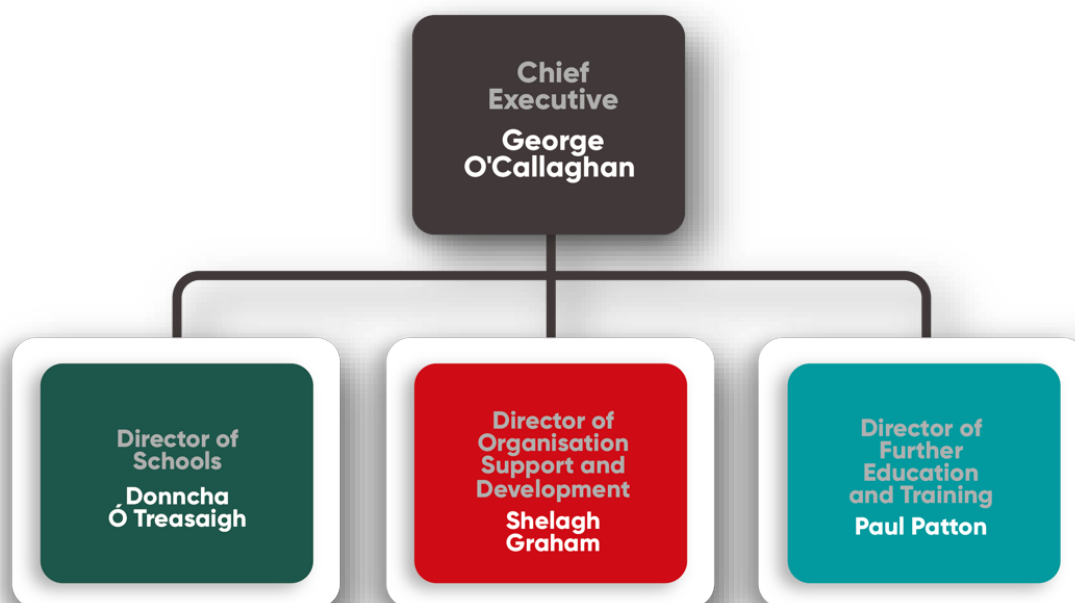 Chief
Executive
George
O'Callaghan
Director of
Schools
Donncha
Ó Treasaigh
Director of
Organisation
Support and
Development
Shelagh
Graham
Director of
Further
Education
and Training
Paul Patton